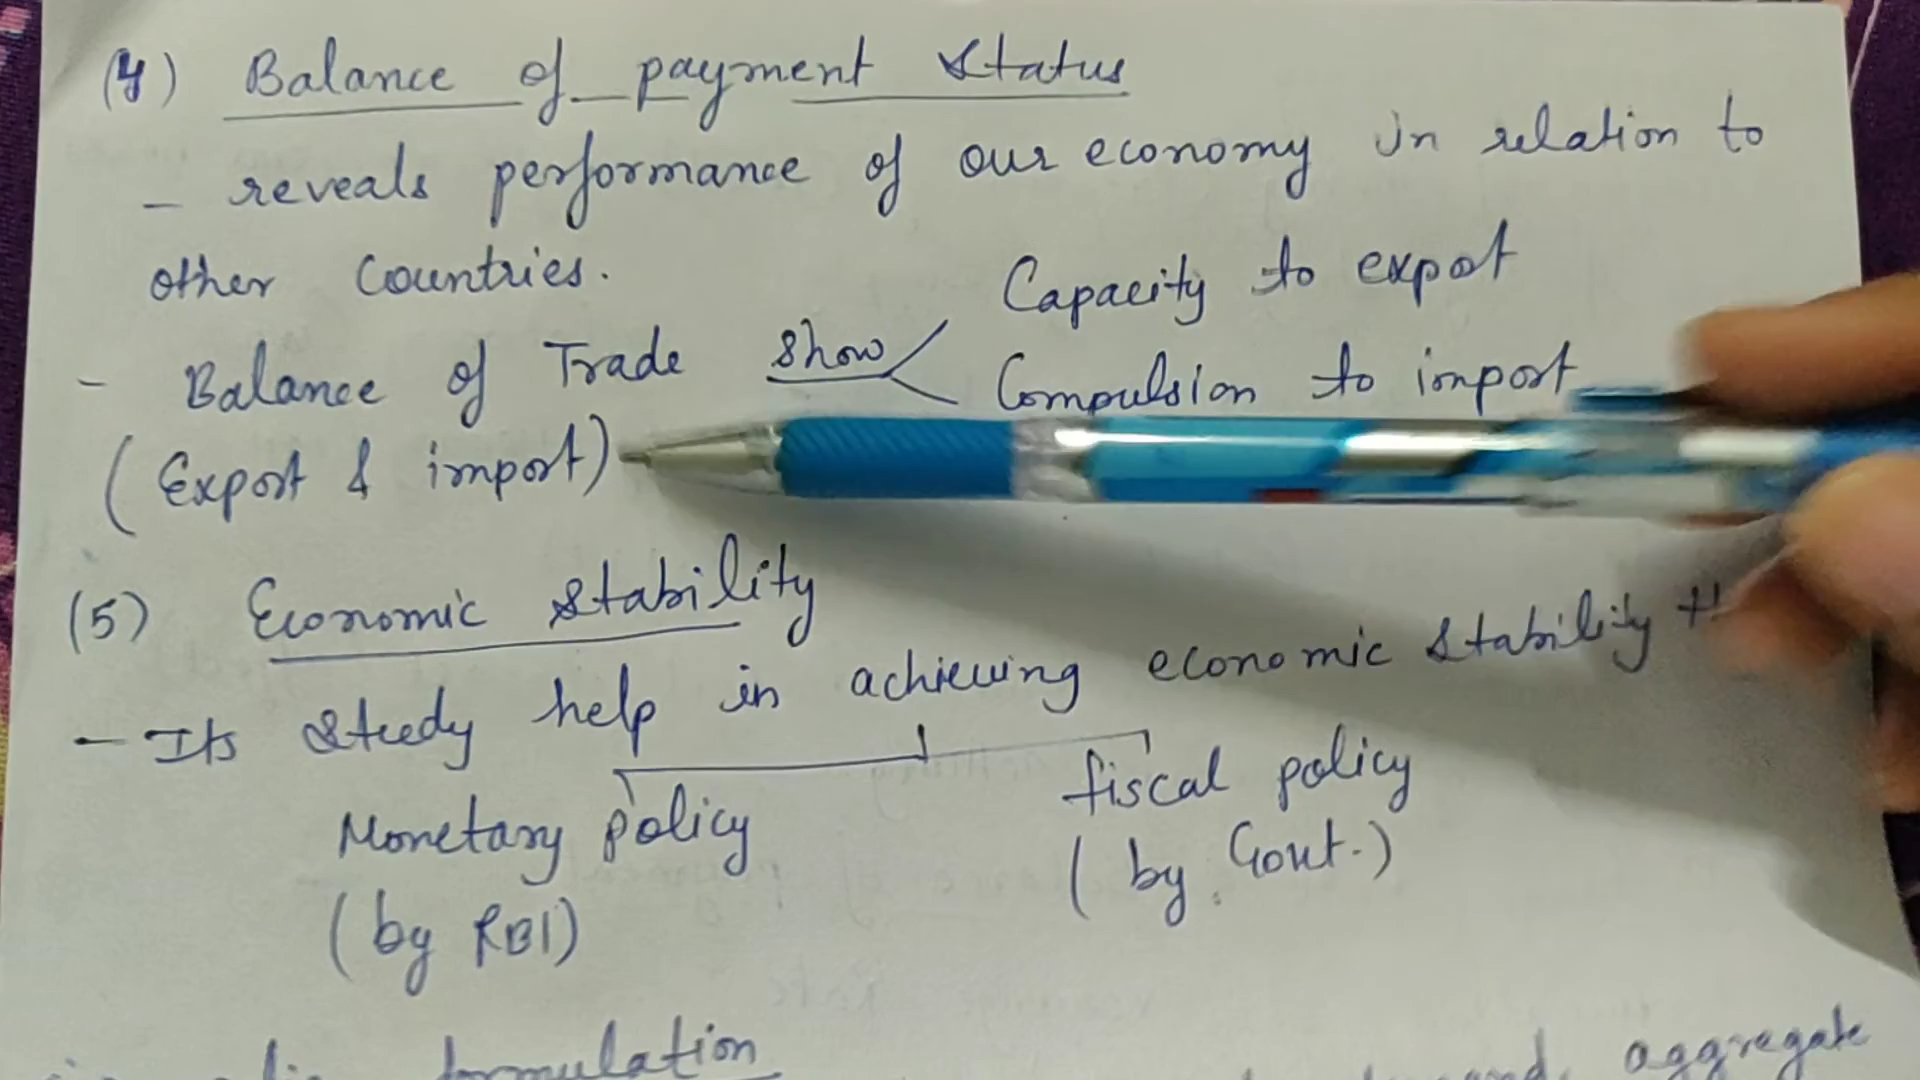 (4) Balance of payment Status
- reveals performance of our economy in relation to
other Countries.
Capacity to export
- Balance of Trade show
Compulsion to import
(Export & import)
(5) Economic stability
- Its study help in achieving economic stability
Monetary policy
fiscal policy
(by RBI)
(by Govt.)
formulation
aggregate